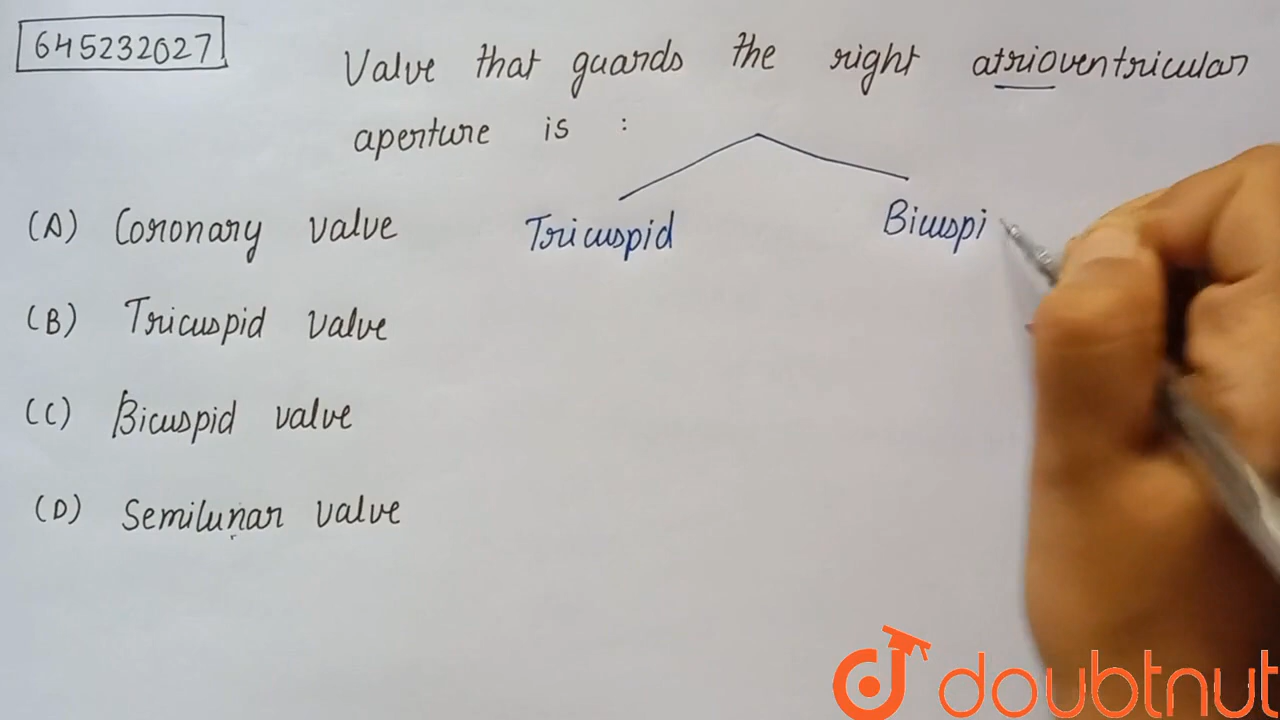 645232027
Valve that guards the right atrioventricular
aperture is :
Tricuspid Bicuspi
(A) Coronary valve
(B) Tricuspid valve
(C) Bicuspid valve
(D) Semilunar valve
doubtnut